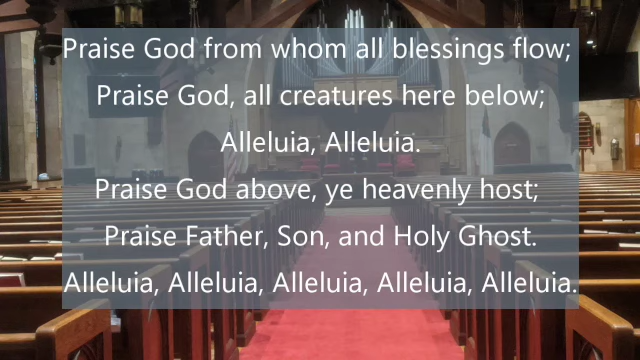 Praise God from whom all blessings flow;
Praise God, all creatures here below;
Alleluia, Alleluia.
Praise God above, ye heavenly host;
Praise Father, Son, and Holy Ghost.
Alleluia, Alleluia, Alleluia, Alleluia, Alleluia.